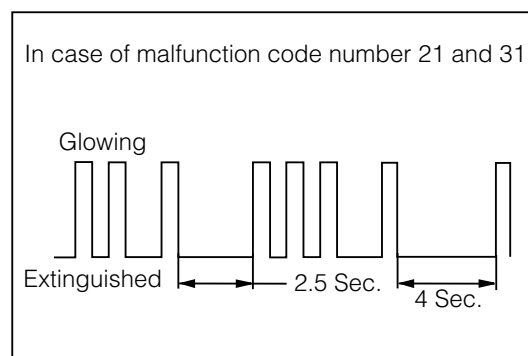 In case of malfunction code number 21 and 31
Glowing
Extinguished
2.5 Sec.
4 Sec.